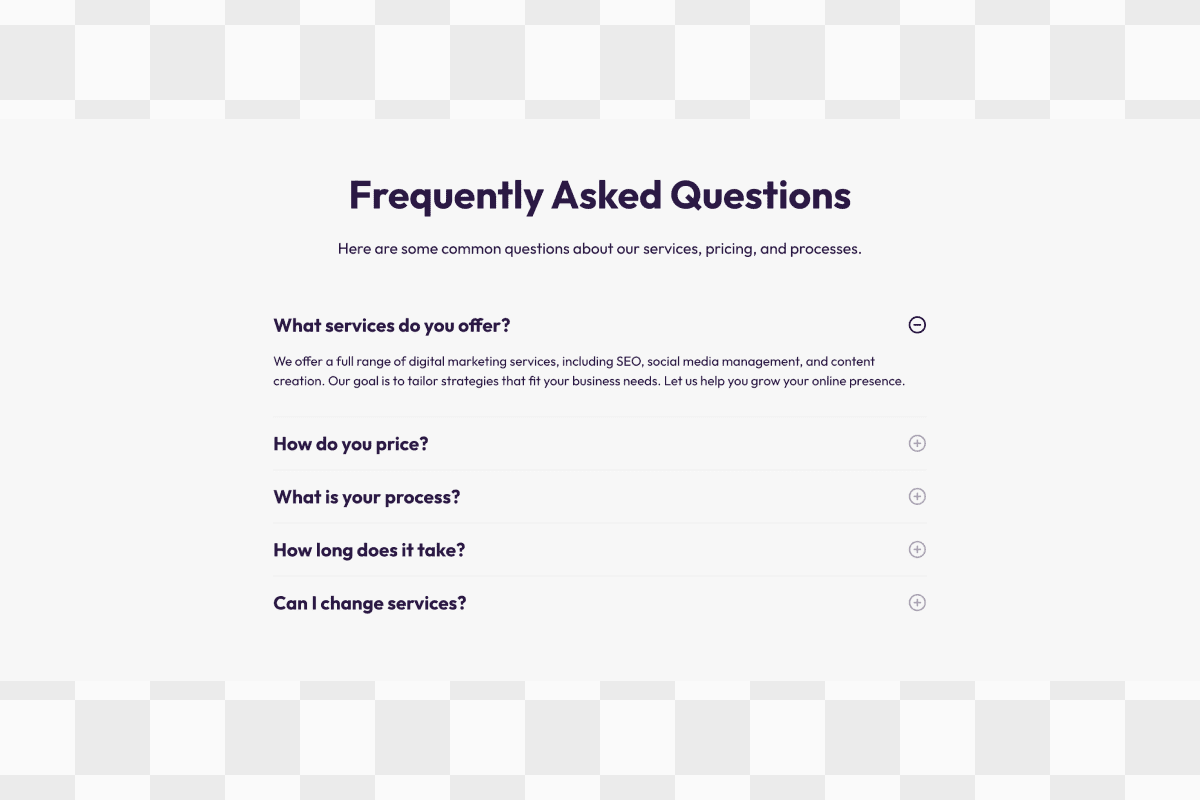 Frequently Asked Questions
Here are some common questions about our services, pricing, and processes.
What services do you offer?
We offer a full range of digital marketing services, including SEO, social media management, and content
creation. Our goal is to tailor strategies that fit your business needs. Let us help you grow your online presence.
How do you price?
What is your process?
How long does it take?
Can I change services?